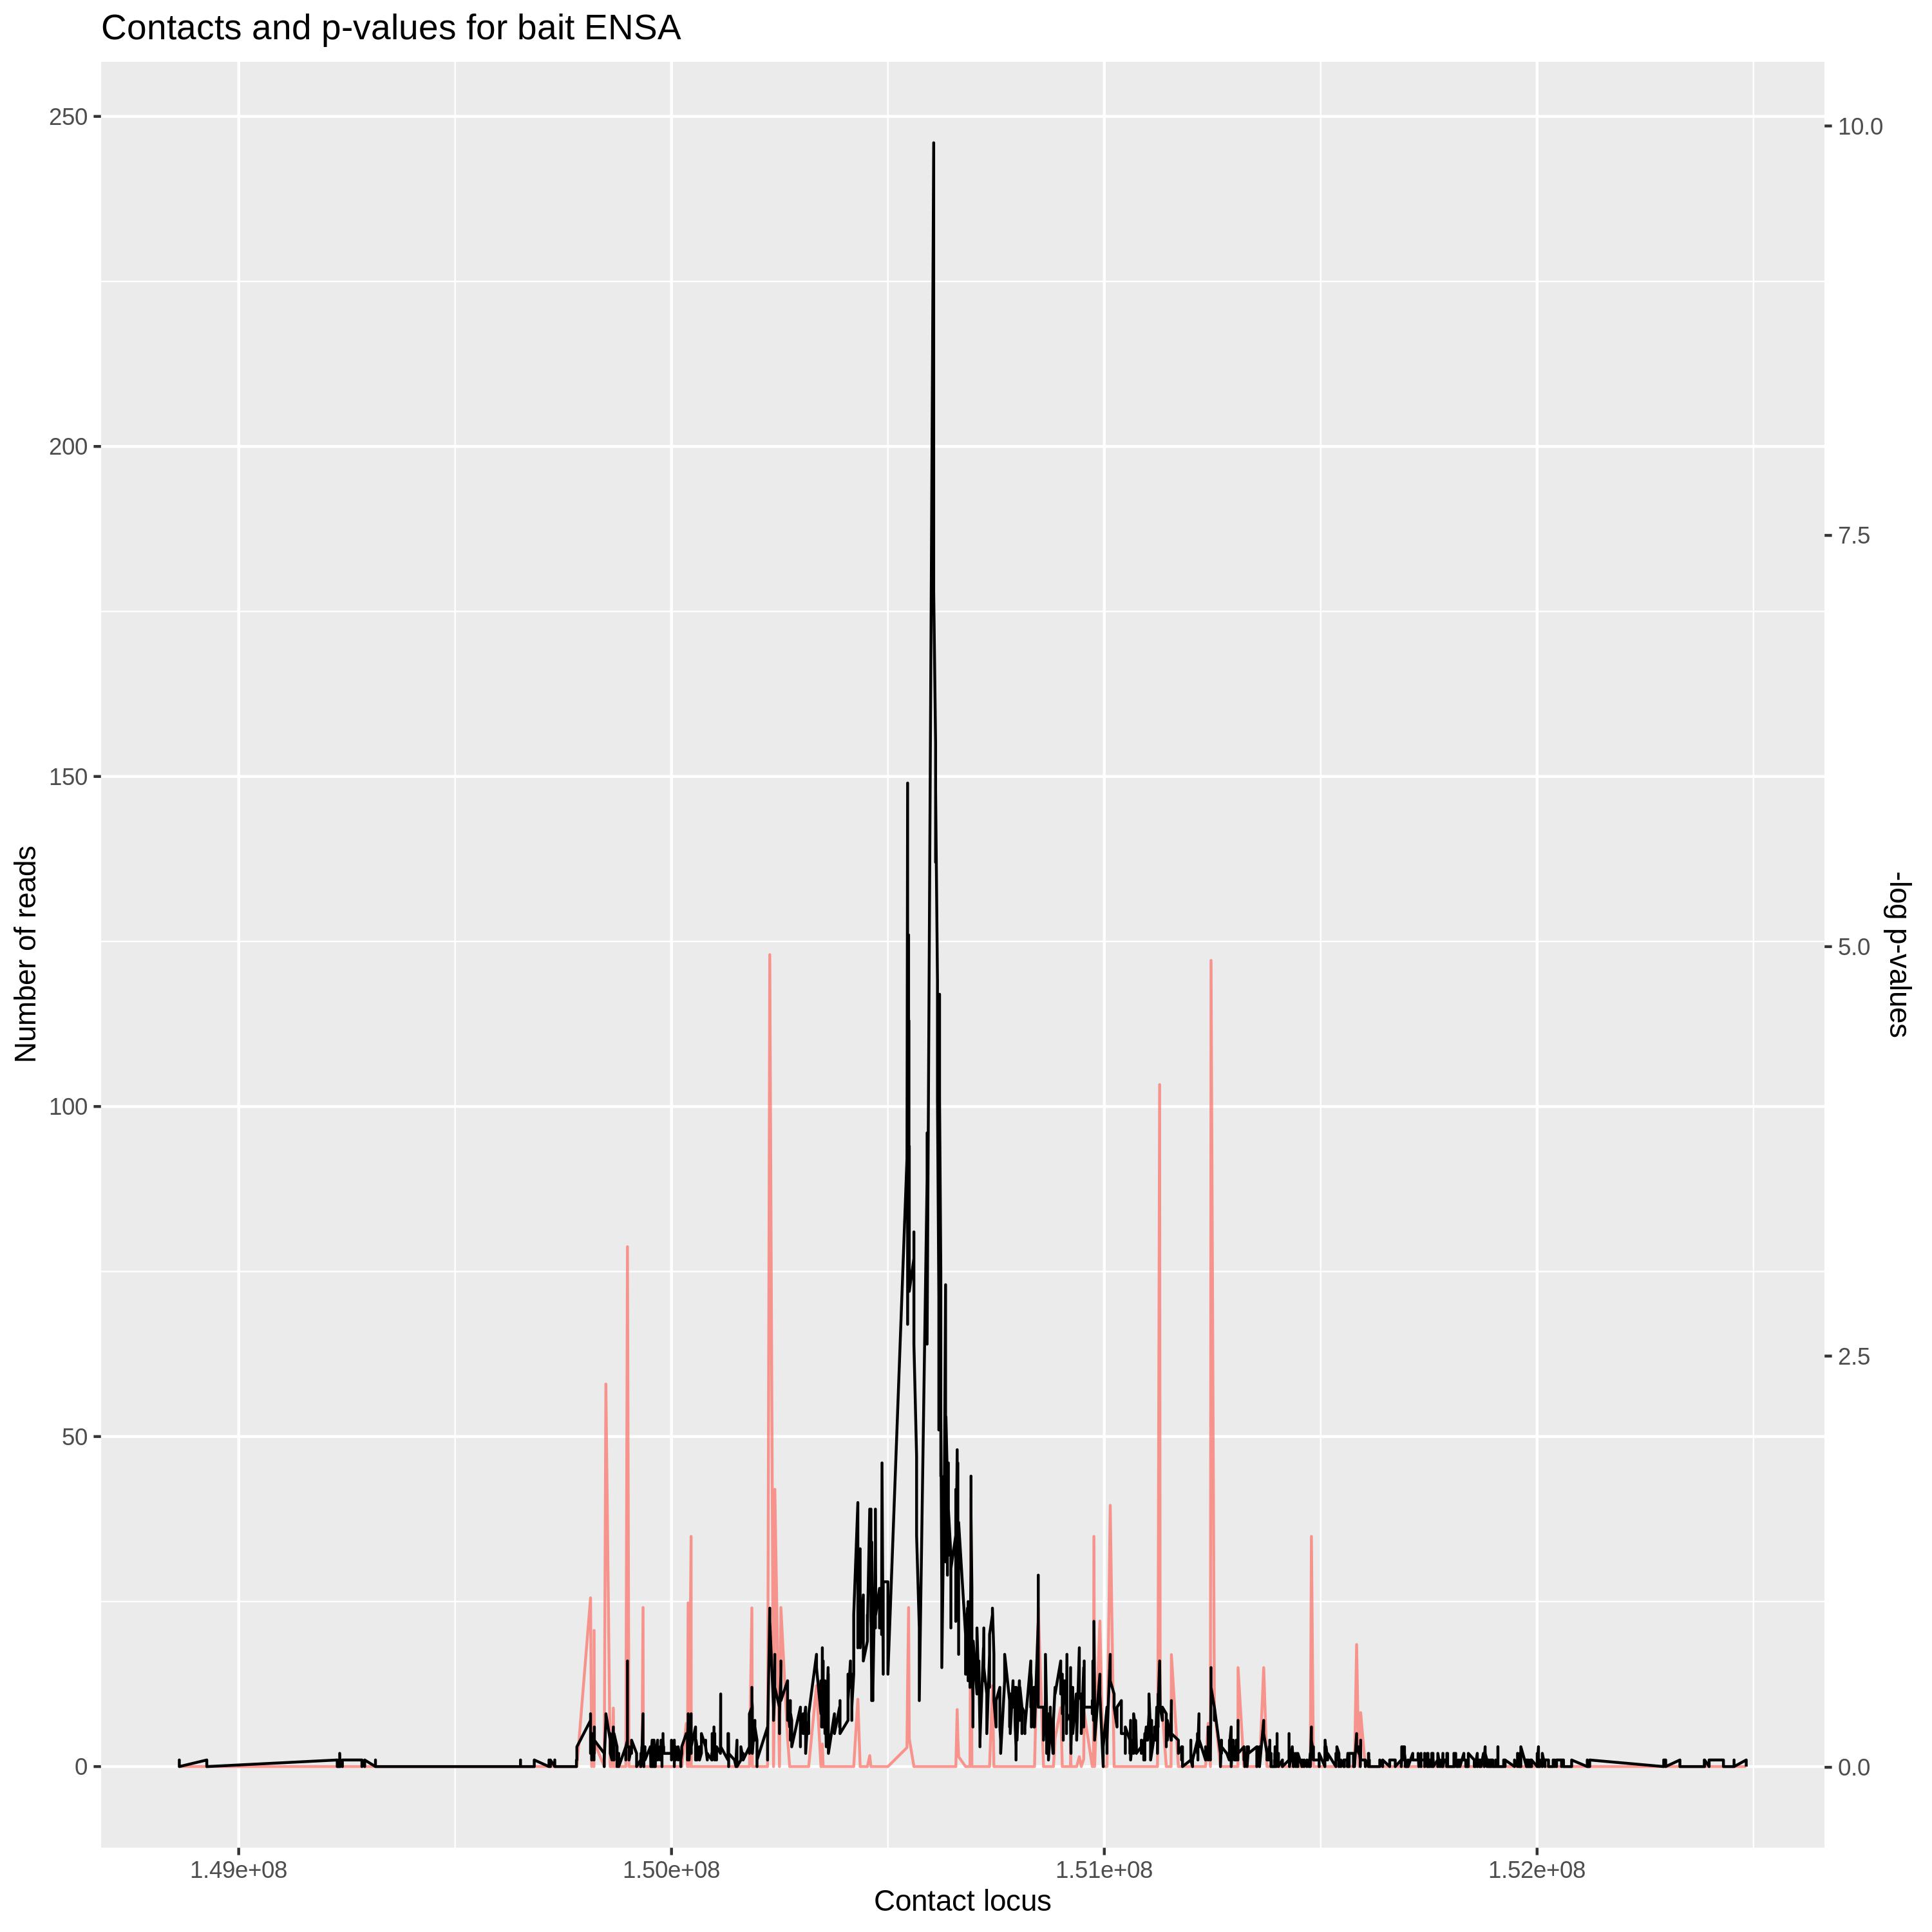 Contacts and p-values for bait ENSA
250
200
150
100
50
0
10.0
7.5
5.0
2.5
0.0
Number of reads
-log p-values
1.49e+08
1.50e+08
1.51e+08
1.52e+08
Contact locus